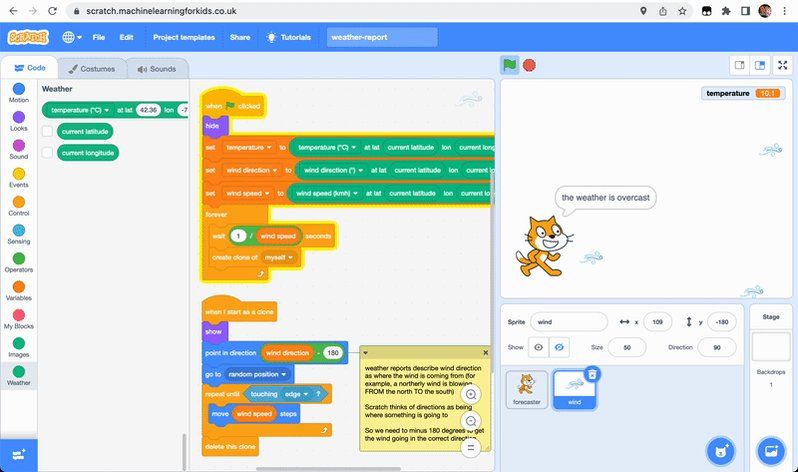 scratch.machinelearningforkids.co.uk
SCRATCH File Edit Project templates Share Tutorials weather-report
Code Costumes Sounds
Motion
Looks
Sound
Events
Control
Sensing
Operators
Variables
My Blocks
Images
Weather
Weather
temperature (°C) at lat 42.36 lon -7
current latitude
current longitude
when clicked
hide
set temperature to temperature (°C) at lat current latitude lon current long
set wind direction to wind direction (°) at lat current latitude lon current
set wind speed to wind speed (kmh) at lat current latitude lon current lo
forever
wait 1 / wind speed seconds
create clone of myself
when I start as a clone
show
point in direction wind direction - 180
go to random position
repeat until touching edge ?
move wind speed steps
delete this clone
weather reports describe wind direction
as where the wind is coming from (for
example, a northerly wind is blowing
FROM the north TO the south)
Scratch thinks of directions as being
where something is going to
So we need to minus 180 degrees to get
the wind going in the correct
temperature 10.1
the weather is overcast
Sprite wind x 109 y -180
Show Size 50 Direction 90
forecaster
wind
Stage
Backdrops
1